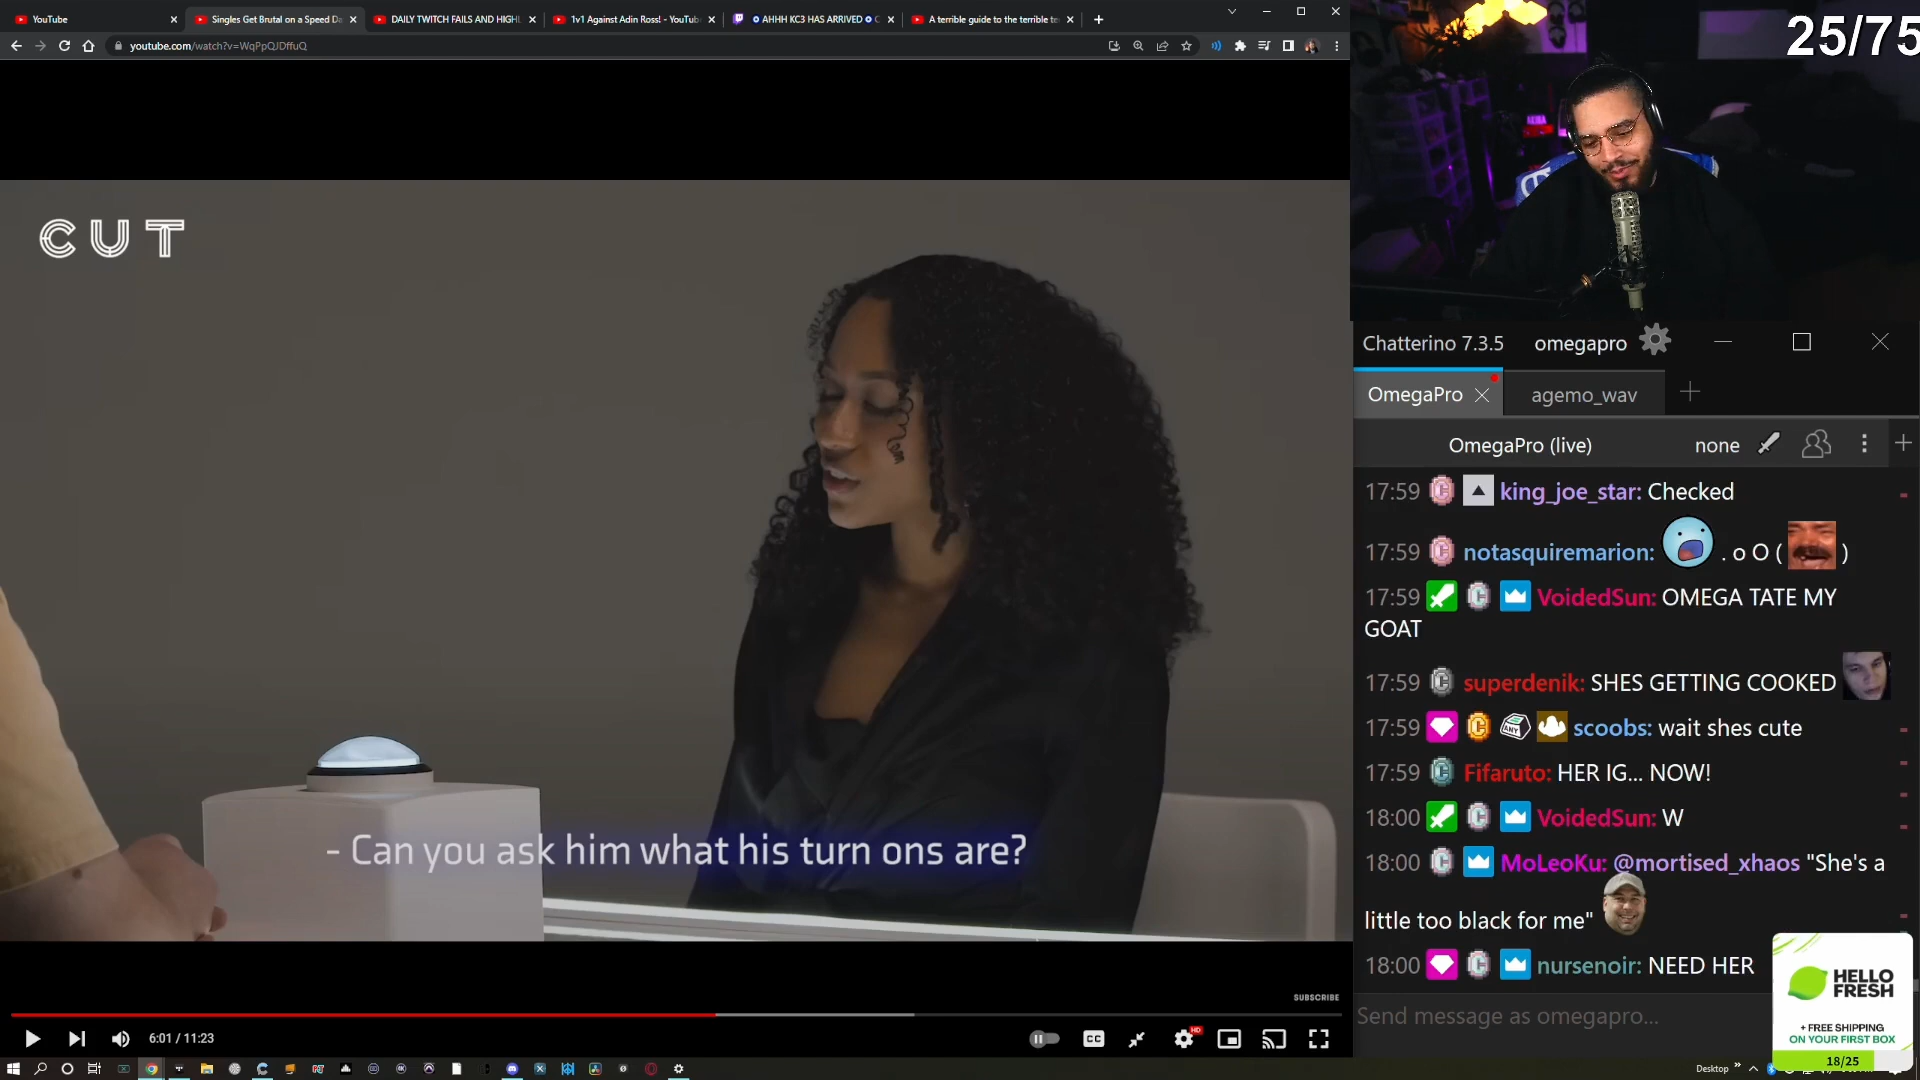 YouTube
Singles Get Brutal on a Speed Da
DAILY TWITCH FAILS AND HIGHL
1v1 Against Adin Ross! - YouTub
AHHH KC3 HAS ARRIVED
A terrible guide to the terrible te
youtube.com/watch?v=WqPpQJDffuQ
25/75
CUT
- Can you ask him what his turn ons are?
SUBSCRIBE
6:01 / 11:23
HD
CC
Chatterino 7.3.5
omegapro
OmegaPro
agemo_wav
OmegaPro (live)
none
17:59 king_joe_star: Checked
17:59 notasquiremarion: . o O ( )
17:59 VoidedSun: OMEGA TATE MY
GOAT
17:59 superdenik: SHES GETTING COOKED
17:59 scoobs: wait shes cute
17:59 Fifaruto: HER IG... NOW!
18:00 VoidedSun: W
18:00 MoLeoKu: @mortised_xhaos "She's a
little too black for me"
18:00 nursenoir: NEED HER
Send message as omegapro...
HELLO
FRESH
+ FREE SHIPPING
ON YOUR FIRST BOX
18/25
Desktop